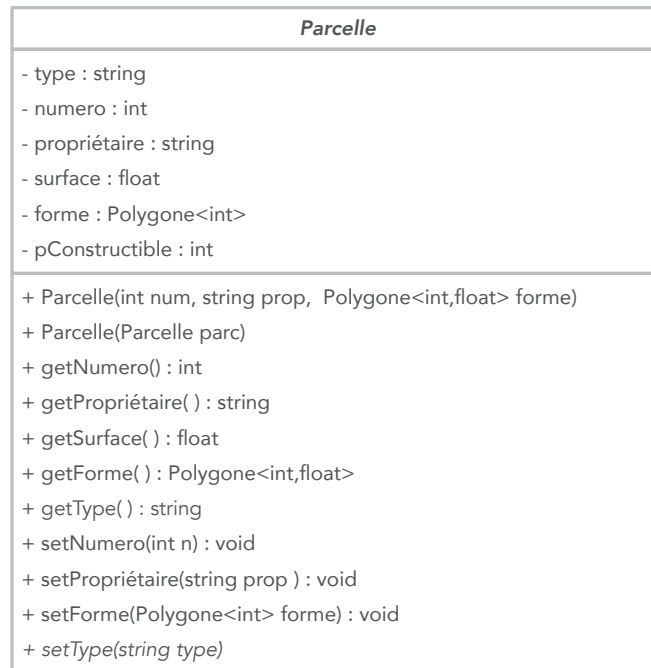 Parcelle
- type : string
- numero : int
- propriétaire : string
- surface : float
- forme : Polygone<int>
- pConstructible : int
+ Parcelle(int num, string prop,  Polygone<int,float> forme)
+ Parcelle(Parcelle parc)
+ getNumero() : int
+ getPropriétaire( ) : string
+ getSurface( ) : float
+ getForme( ) : Polygone<int,float>
+ getType( ) : string
+ setNumero(int n) : void
+ setPropriétaire(string prop ) : void
+ setForme(Polygone<int> forme) : void
+ setType(string type)